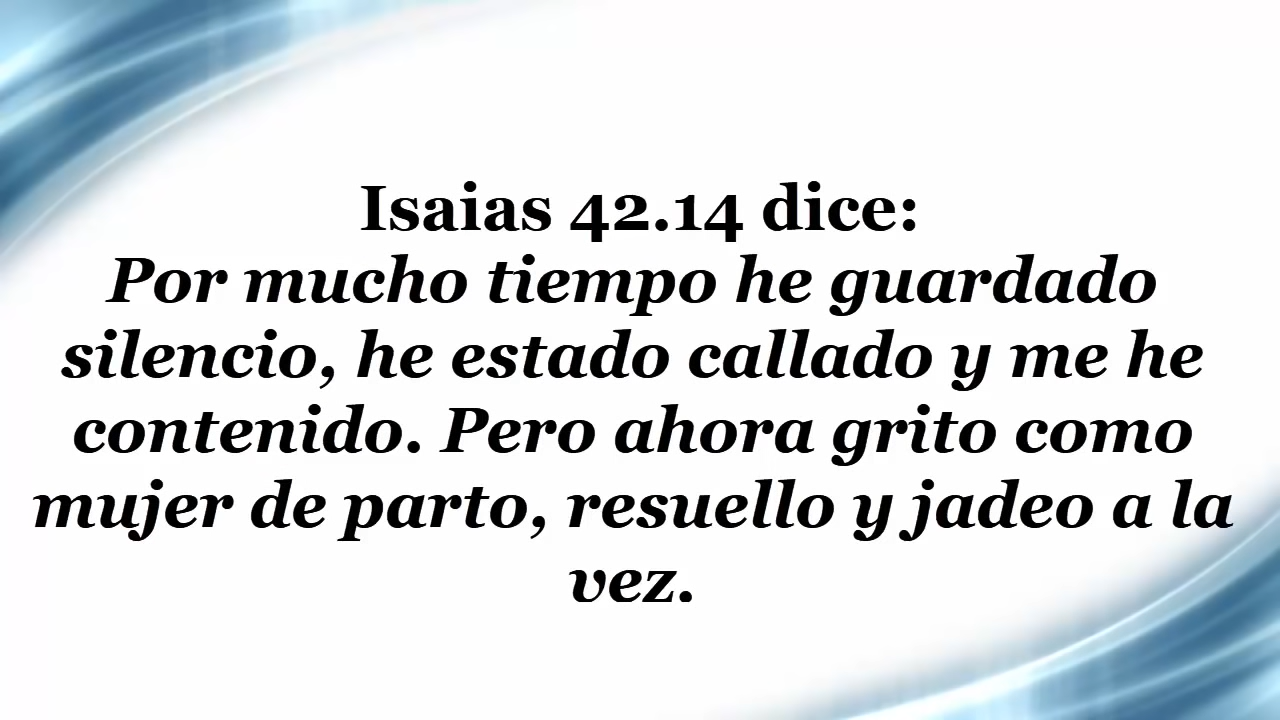 Isaias 42.14 dice:
Por mucho tiempo he guardado
silencio, he estado callado y me he
contenido. Pero ahora grito como
mujer de parto, resuello y jadeo a la
vez.